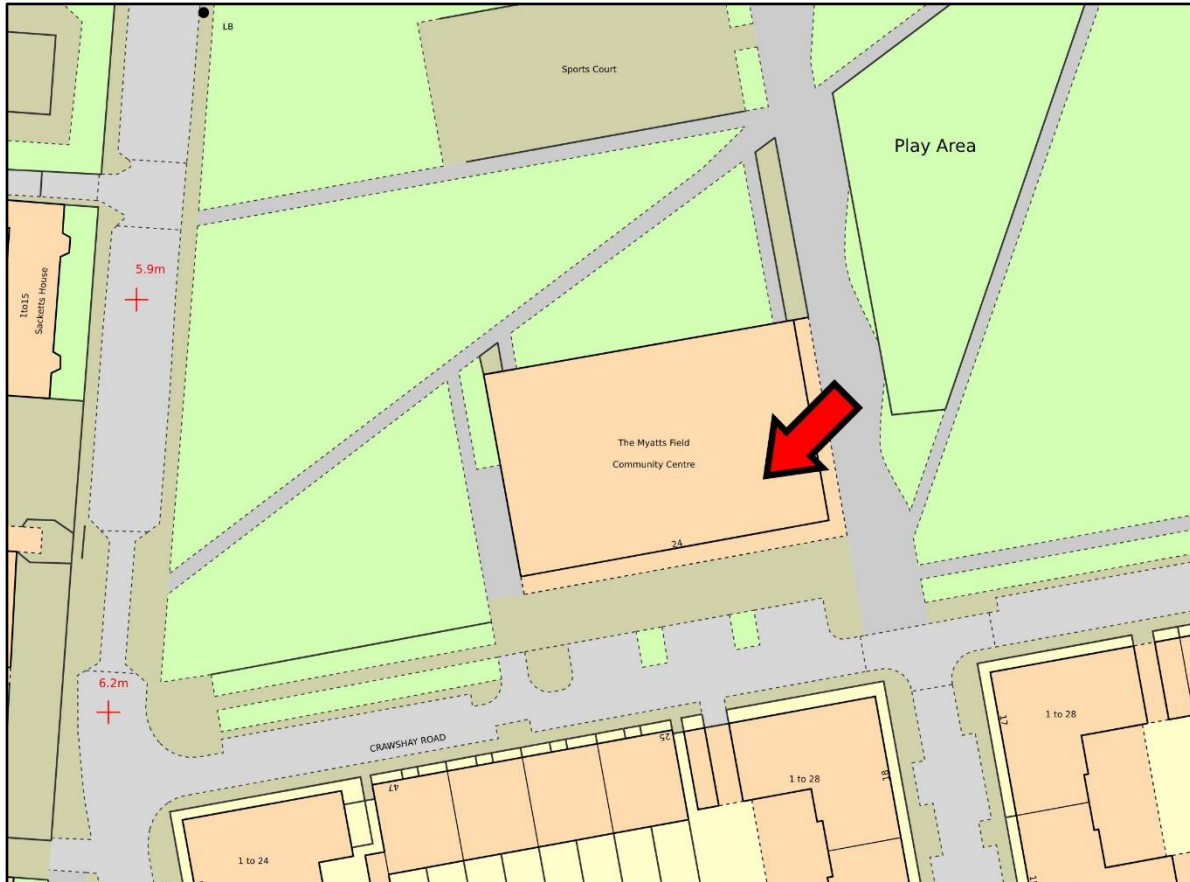 LB
Sports Court
Play Area
5.9m
1to15
Sacketts House
The Myatts Field
Community Centre
24
6.2m
CRAWSHAY ROAD
25
47
1 to 28
18
17
1 to 28
1 to 24